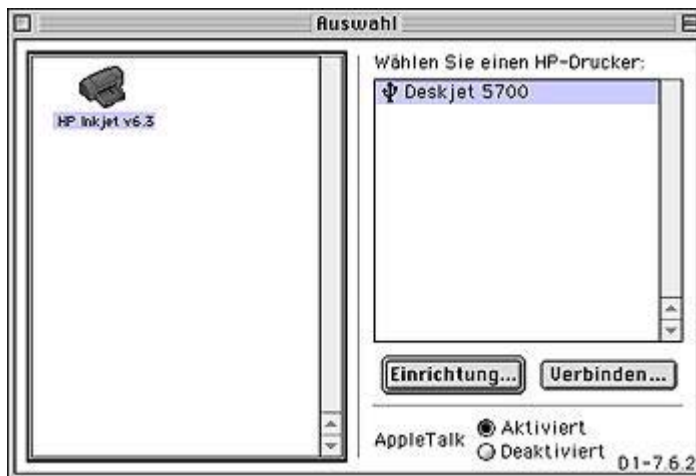 Auswahl
HP Inkjet v6.3
Wählen Sie einen HP-Drucker:
Deskjet 5700
Einrichtung... Verbinden...
AppleTalk
Aktiviert
Deaktiviert
D1-7.6.2